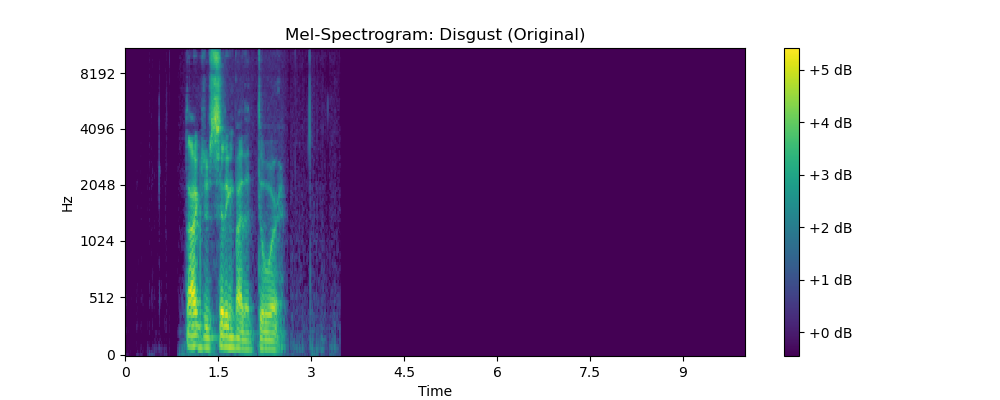 Mel-Spectrogram: Disgust (Original)
Hz
8192
4096
2048
1024
512
0
0 1.5 3 4.5 6 7.5 9
Time
+5 dB
+4 dB
+3 dB
+2 dB
+1 dB
+0 dB